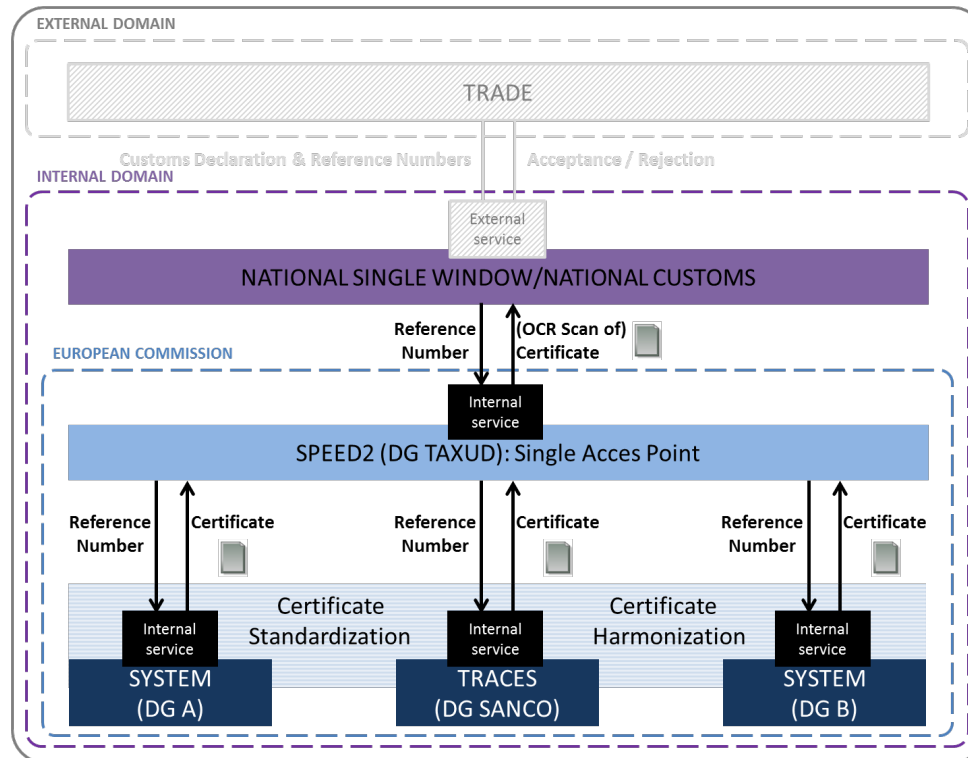 EXTERNAL DOMAIN
TRADE
Customs Declaration & Reference Numbers
Acceptance / Rejection
INTERNAL DOMAIN
External
service
NATIONAL SINGLE WINDOW/NATIONAL CUSTOMS
Reference
Number
(OCR Scan of)
Certificate
EUROPEAN COMMISSION
Internal
service
SPEED2 (DG TAXUD): Single Acces Point
Reference
Number
Certificate
Reference
Number
Certificate
Reference
Number
Certificate
Certificate
Standardization
Certificate
Harmonization
Internal
service
Internal
service
Internal
service
SYSTEM
(DG A)
TRACES
(DG SANCO)
SYSTEM
(DG B)